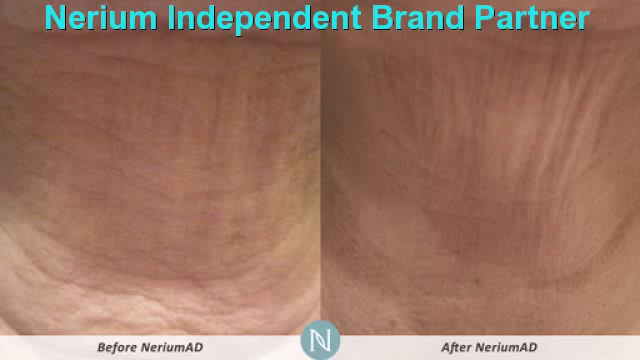 Nerium Independent Brand Partner
Before NeriumAD
N
After NeriumAD